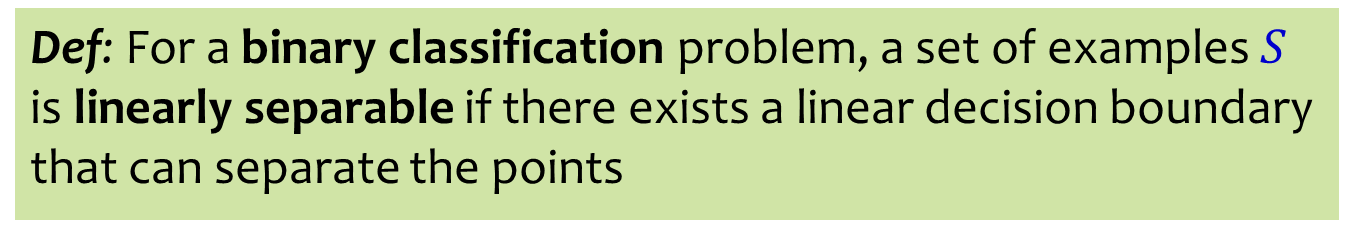 Def: For a binary classification problem, a set of examples S
is linearly separable if there exists a linear decision boundary
that can separate the points